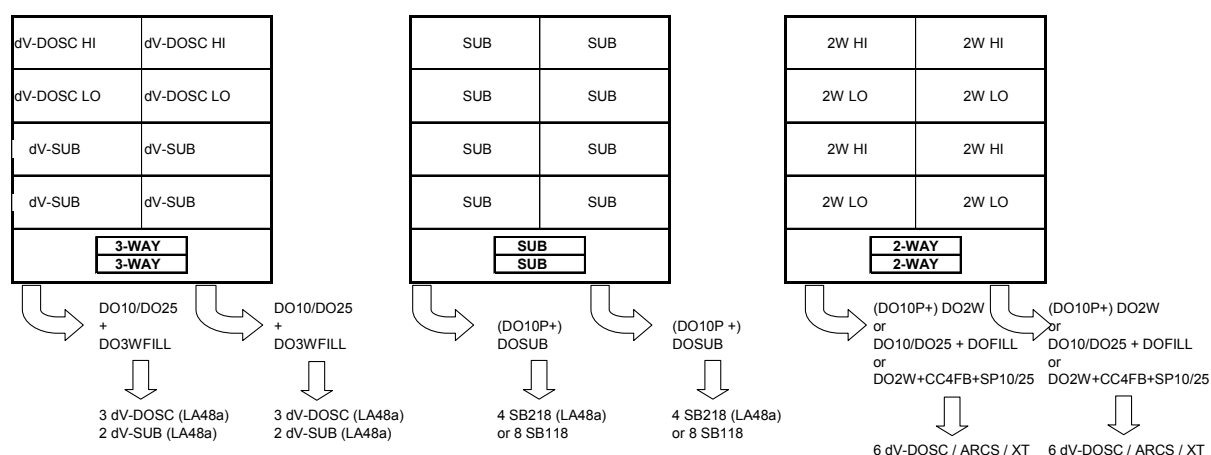 dV-DOSC HI dV-DOSC HI
dV-DOSC LO dV-DOSC LO
dV-SUB dV-SUB
dV-SUB dV-SUB
3-WAY
3-WAY
DO10/DO25
+
DO3WFILL
DO10/DO25
+
DO3WFILL
3 dV-DOSC (LA48a)
2 dV-SUB (LA48a)
3 dV-DOSC (LA48a)
2 dV-SUB (LA48a)
SUB SUB
SUB SUB
SUB SUB
SUB SUB
SUB
SUB
(DO10P+)
DOSUB
(DO10P +)
DOSUB
4 SB218 (LA48a)
or 8 SB118
4 SB218 (LA48a)
or 8 SB118
2W HI 2W HI
2W LO 2W LO
2W HI 2W HI
2W LO 2W LO
2-WAY
2-WAY
(DO10P+) DO2W
or
DO10/DO25 + DOFILL
or
DO2W+CC4FB+SP10/25
(DO10P+) DO2W
or
DO10/DO25 + DOFILL
or
DO2W+CC4FB+SP10/25
6 dV-DOSC / ARCS / XT
6 dV-DOSC / ARCS / XT